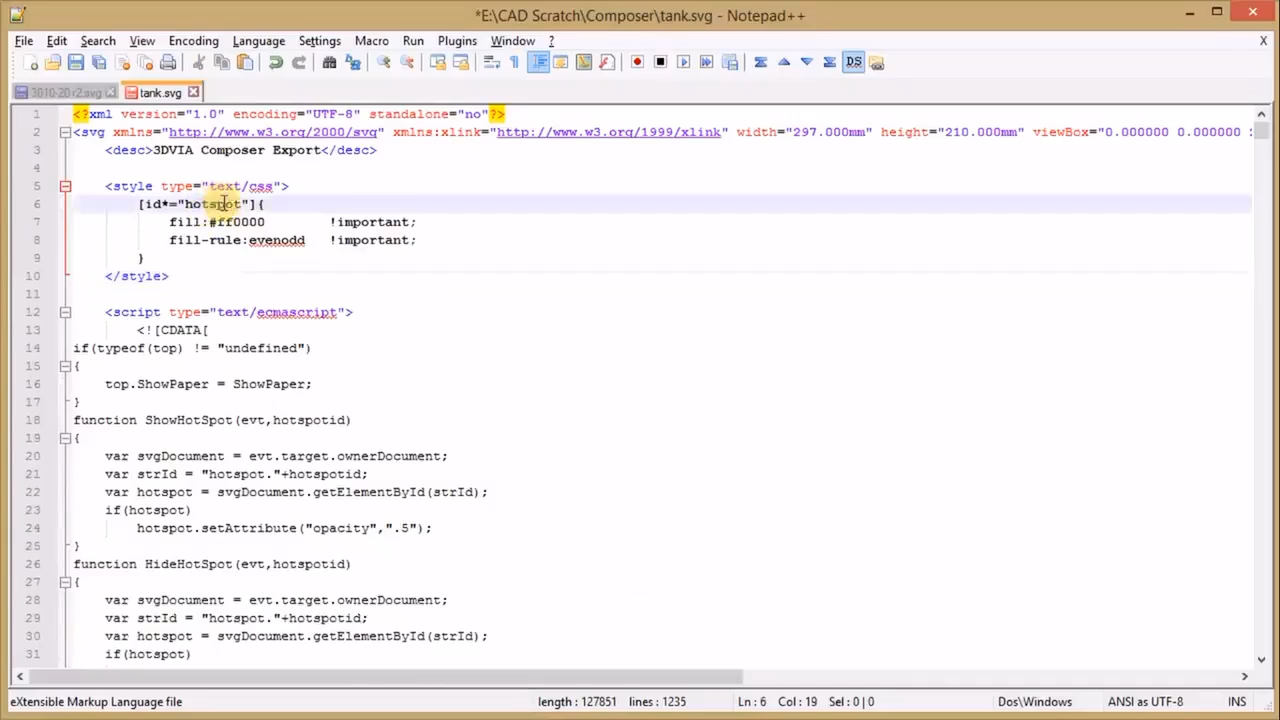 *E:\CAD Scratch\Composer\tank.svg - Notepad++
File Edit Search View Encoding Language Settings Macro Run Plugins Window ? X
3010-20 r2.svg tank.svg
1 <?xml version="1.0" encoding="UTF-8" standalone="no"?>
2 <svg xmlns="http://www.w3.org/2000/svg" xmlns:xlink="http://www.w3.org/1999/xlink" width="297.000mm" height="210.000mm" viewBox="0.000000 0.000000
3 <desc>3DVIA Composer Export</desc>
4
5 <style type="text/css">
6 [id*="hotspot"]{
7 fill:#ff0000 !important;
8 fill-rule:evenodd !important;
9 }
10 </style>
11
12 <script type="text/ecmascript">
13 <![CDATA[
14 if(typeof(top) != "undefined")
15 {
16 top.ShowPaper = ShowPaper;
17 }
18 function ShowHotSpot(evt,hotspotid)
19 {
20 var svgDocument = evt.target.ownerDocument;
21 var strId = "hotspot."+hotspotid;
22 var hotspot = svgDocument.getElementById(strId);
23 if(hotspot)
24 hotspot.setAttribute("opacity",".5");
25 }
26 function HideHotSpot(evt,hotspotid)
27 {
28 var svgDocument = evt.target.ownerDocument;
29 var strId = "hotspot."+hotspotid;
30 var hotspot = svgDocument.getElementById(strId);
31 if(hotspot)
eXtensible Markup Language file length : 127851 lines : 1235 Ln : 6 Col : 19 Sel : 0 | 0 Dos\Windows ANSI as UTF-8 INS